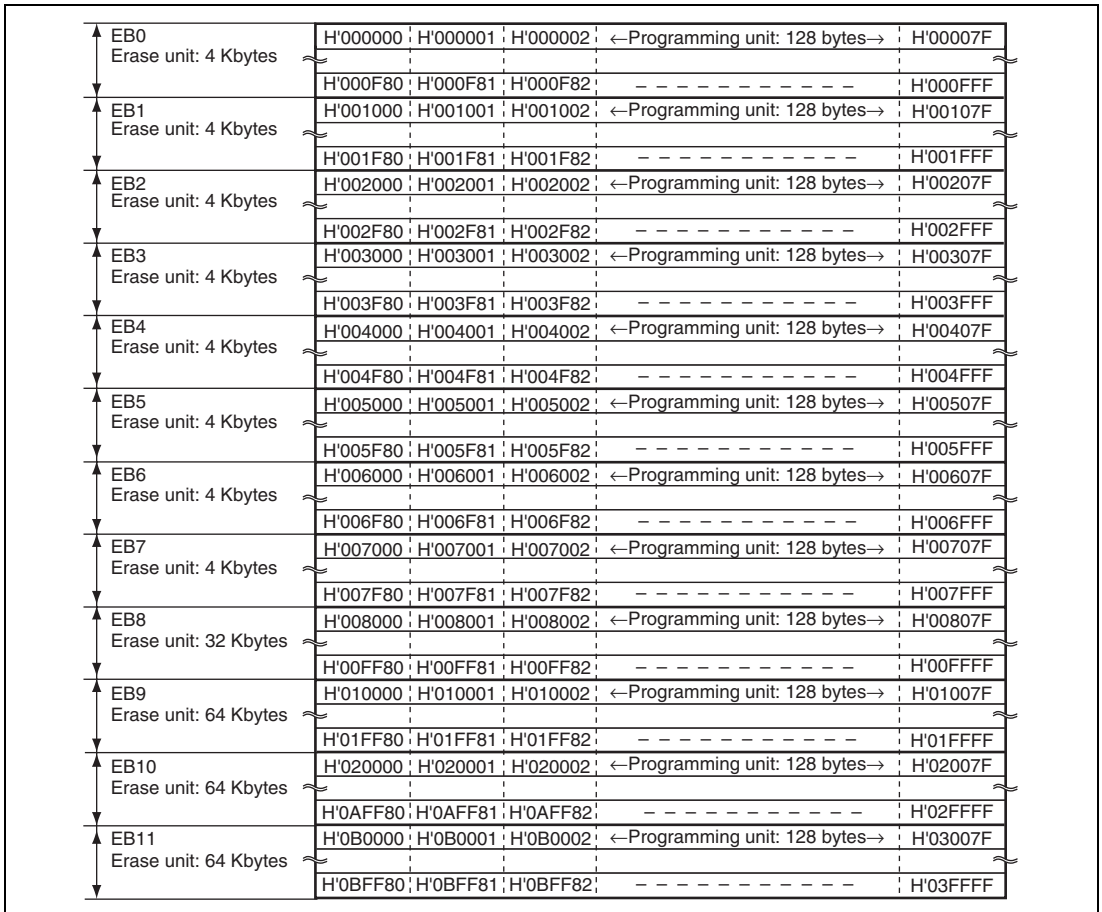 EB0 H'000000 H'000001 H'000002 ←Programming unit: 128 bytes→ H'00007F
Erase unit: 4 Kbytes
H'000F80 H'000F81 H'000F82 – – – – – – – – – – – H'000FFF
EB1 H'001000 H'001001 H'001002 ←Programming unit: 128 bytes→ H'00107F
Erase unit: 4 Kbytes
H'001F80 H'001F81 H'001F82 – – – – – – – – – – – H'001FFF
EB2 H'002000 H'002001 H'002002 ←Programming unit: 128 bytes→ H'00207F
Erase unit: 4 Kbytes
H'002F80 H'002F81 H'002F82 – – – – – – – – – – – H'002FFF
EB3 H'003000 H'003001 H'003002 ←Programming unit: 128 bytes→ H'00307F
Erase unit: 4 Kbytes
H'003F80 H'003F81 H'003F82 – – – – – – – – – – – H'003FFF
EB4 H'004000 H'004001 H'004002 ←Programming unit: 128 bytes→ H'00407F
Erase unit: 4 Kbytes
H'004F80 H'004F81 H'004F82 – – – – – – – – – – – H'004FFF
EB5 H'005000 H'005001 H'005002 ←Programming unit: 128 bytes→ H'00507F
Erase unit: 4 Kbytes
H'005F80 H'005F81 H'005F82 – – – – – – – – – – – H'005FFF
EB6 H'006000 H'006001 H'006002 ←Programming unit: 128 bytes→ H'00607F
Erase unit: 4 Kbytes
H'006F80 H'006F81 H'006F82 – – – – – – – – – – – H'006FFF
EB7 H'007000 H'007001 H'007002 ←Programming unit: 128 bytes→ H'00707F
Erase unit: 4 Kbytes
H'007F80 H'007F81 H'007F82 – – – – – – – – – – – H'007FFF
EB8 H'008000 H'008001 H'008002 ←Programming unit: 128 bytes→ H'00807F
Erase unit: 32 Kbytes
H'00FF80 H'00FF81 H'00FF82 – – – – – – – – – – – H'00FFFF
EB9 H'010000 H'010001 H'010002 ←Programming unit: 128 bytes→ H'01007F
Erase unit: 64 Kbytes
H'01FF80 H'01FF81 H'01FF82 – – – – – – – – – – – H'01FFFF
EB10 H'020000 H'020001 H'020002 ←Programming unit: 128 bytes→ H'02007F
Erase unit: 64 Kbytes
H'0AFF80 H'0AFF81 H'0AFF82 – – – – – – – – – – – H'02FFFF
EB11 H'0B0000 H'0B0001 H'0B0002 ←Programming unit: 128 bytes→ H'03007F
Erase unit: 64 Kbytes
H'0BFF80 H'0BFF81 H'0BFF82 – – – – – – – – – – – H'03FFFF